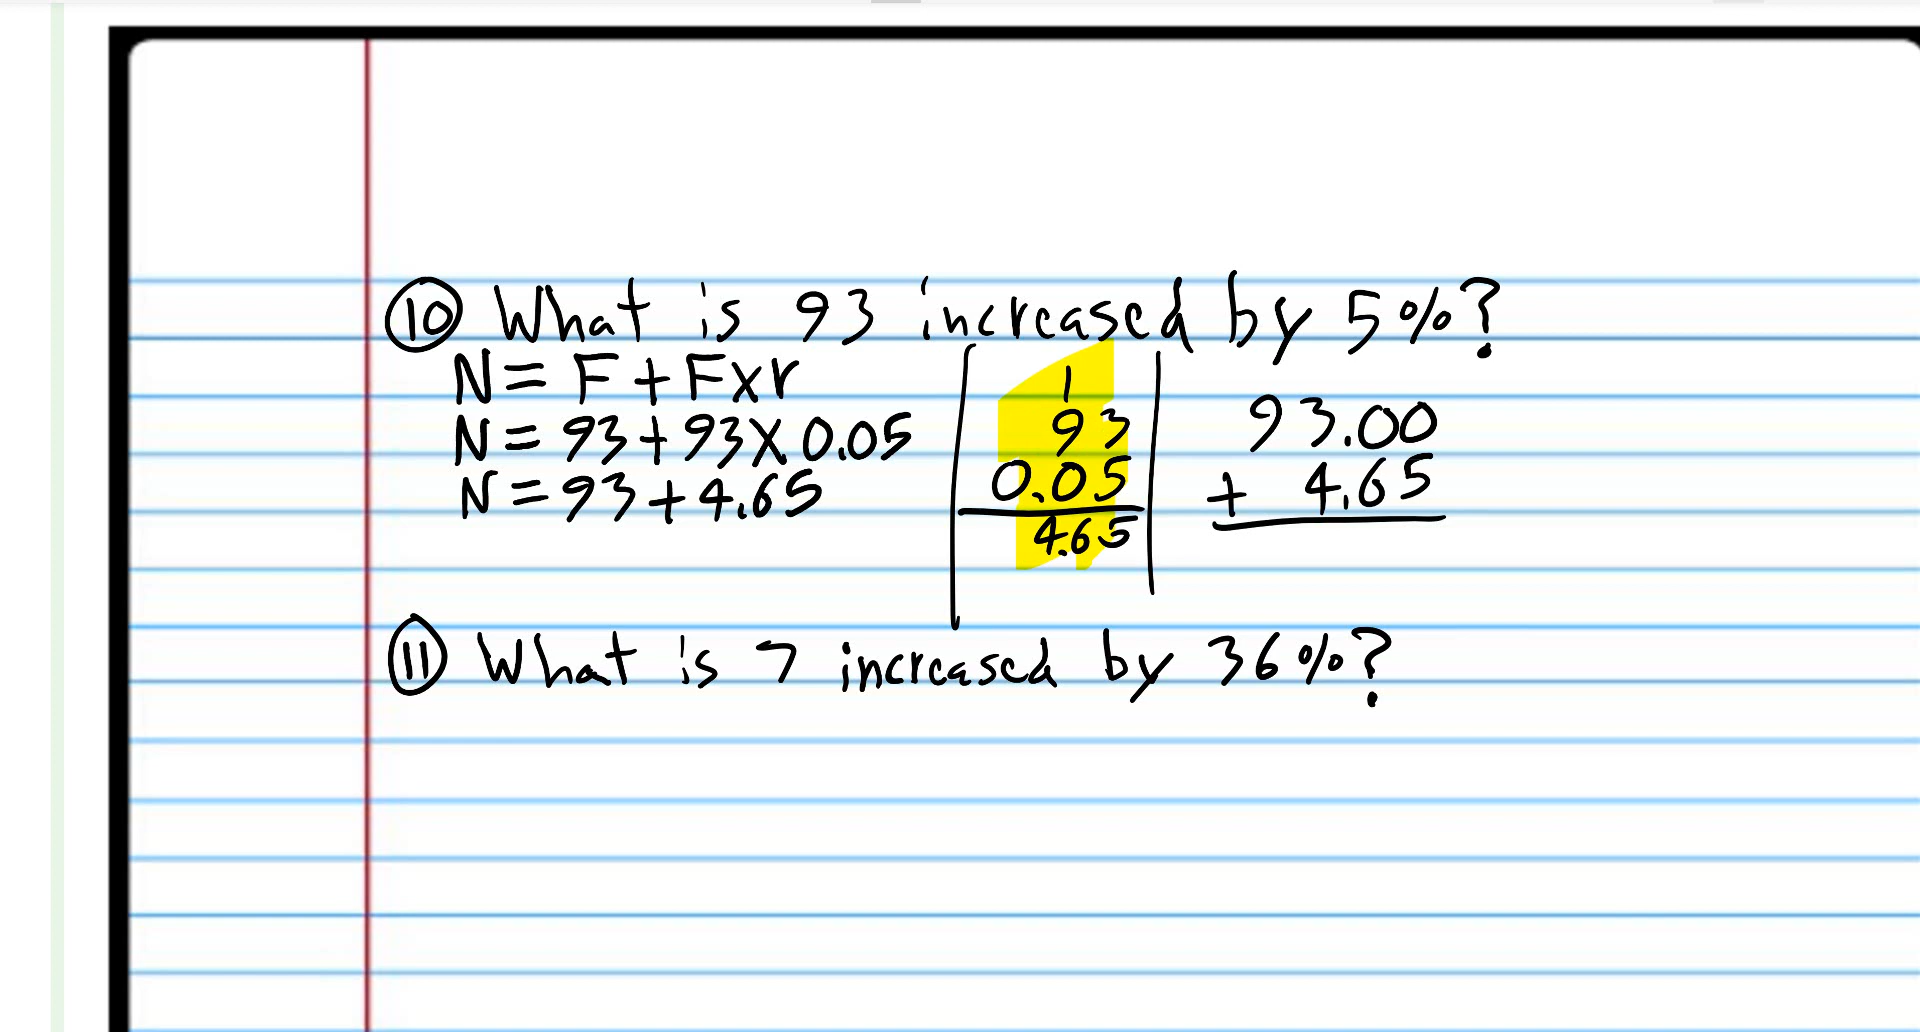 10 What is 93 increased by 5%?
N = F + F x r
N = 93 + 93 x 0.05
N = 93 + 4.65
1
93
0.05
4.65
93.00
+ 4.65
11 What is 7 increased by 36%?